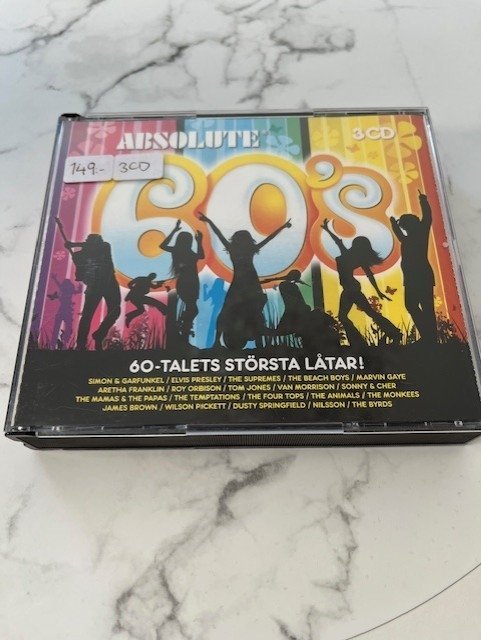 ABSOLUTE
3CD
149.- 3CD
60's
60-TALETS STÖRSTA LÅTAR!
SIMON & GARFUNKEL / ELVIS PRESLEY / THE SUPREMES / THE BEACH BOYS / MARVIN GAYE
ARETHA FRANKLIN / ROY ORBISON / TOM JONES / VAN MORRISON / SONNY & CHER
THE MAMAS & THE PAPAS / THE TEMPTATIONS / THE FOUR TOPS / THE ANIMALS / THE MONKEES
JAMES BROWN / WILSON PICKETT / DUSTY SPRINGFIELD / NILSSON / THE BYRDS